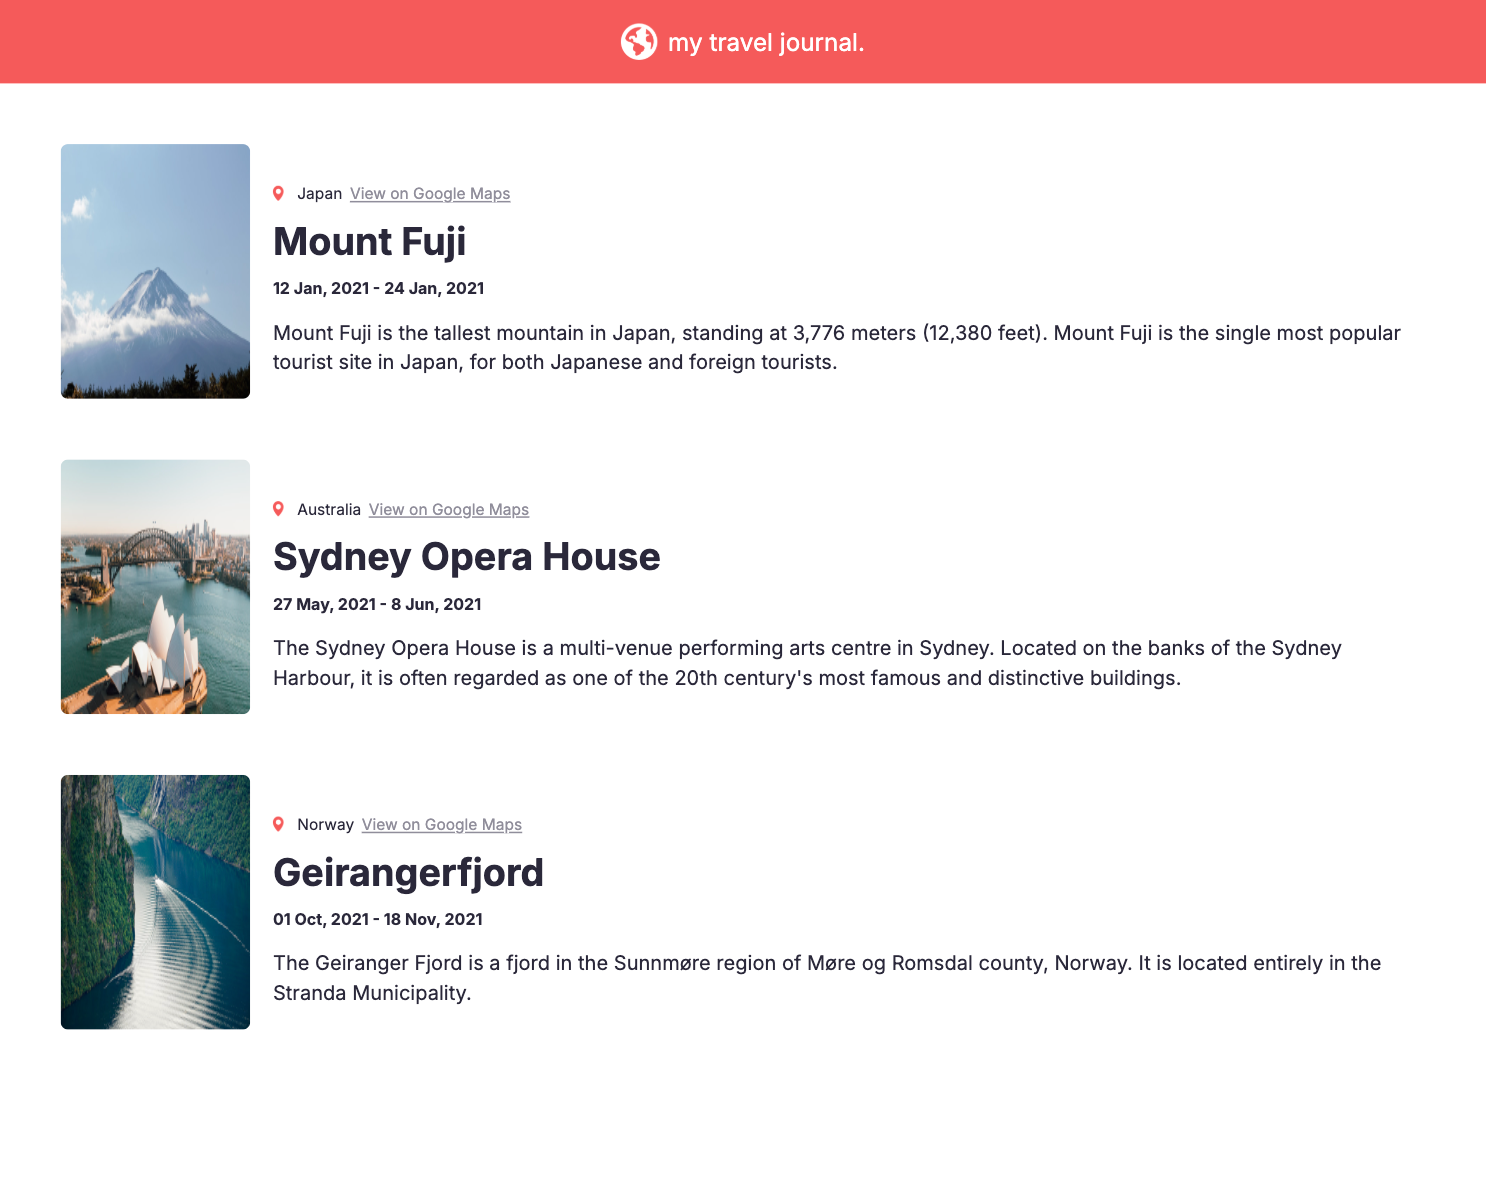 my travel journal.
Japan View on Google Maps
Mount Fuji
12 Jan, 2021 - 24 Jan, 2021
Mount Fuji is the tallest mountain in Japan, standing at 3,776 meters (12,380 feet). Mount Fuji is the single most popular
tourist site in Japan, for both Japanese and foreign tourists.
Australia View on Google Maps
Sydney Opera House
27 May, 2021 - 8 Jun, 2021
The Sydney Opera House is a multi-venue performing arts centre in Sydney. Located on the banks of the Sydney
Harbour, it is often regarded as one of the 20th century's most famous and distinctive buildings.
Norway View on Google Maps
Geirangerfjord
01 Oct, 2021 - 18 Nov, 2021
The Geiranger Fjord is a fjord in the Sunnmøre region of Møre og Romsdal county, Norway. It is located entirely in the
Stranda Municipality.